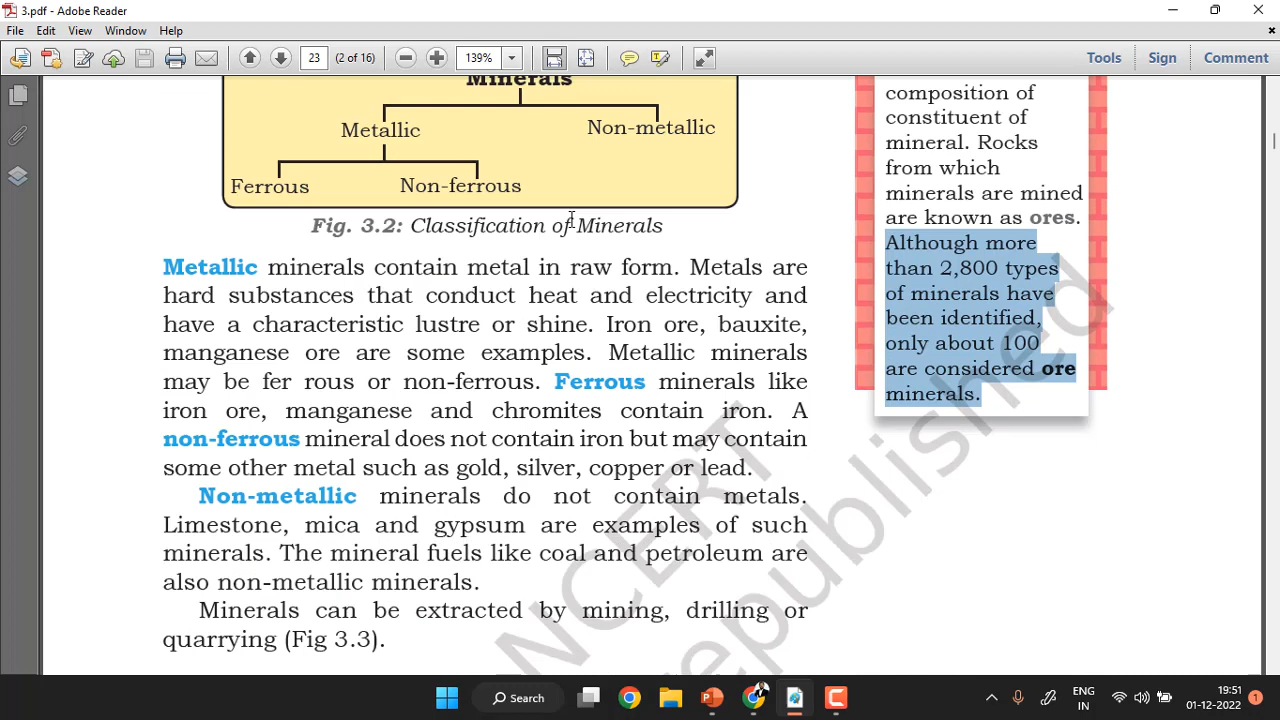 3.pdf - Adobe Reader
File Edit View Window Help
23 (2 of 16) 139% Tools Sign Comment
Minerals
Metallic Non-metallic
Ferrous Non-ferrous
Fig. 3.2: Classification of Minerals
Metallic minerals contain metal in raw form. Metals are
hard substances that conduct heat and electricity and
have a characteristic lustre or shine. Iron ore, bauxite,
manganese ore are some examples. Metallic minerals
may be fer rous or non-ferrous. Ferrous minerals like
iron ore, manganese and chromites contain iron. A
non-ferrous mineral does not contain iron but may contain
some other metal such as gold, silver, copper or lead.
Non-metallic minerals do not contain metals.
Limestone, mica and gypsum are examples of such
minerals. The mineral fuels like coal and petroleum are
also non-metallic minerals.
Minerals can be extracted by mining, drilling or
quarrying (Fig 3.3).
composition of
constituent of
mineral. Rocks
from which
minerals are mined
are known as ores.
Although more
than 2,800 types
of minerals have
been identified,
only about 100
are considered ore
minerals.
NCERT
republished
Search
ENG
IN
19:51
01-12-2022
1